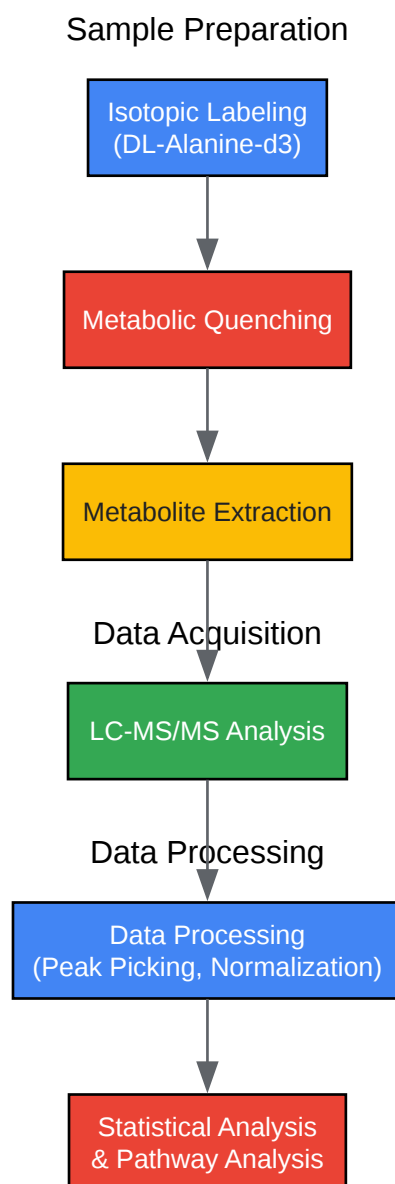 Sample Preparation
Isotopic Labeling
(DL-Alanine-d3)
Metabolic Quenching
Metabolite Extraction
Data Acquisition
LC-MS/MS Analysis
Data Processing
Data Processing
(Peak Picking, Normalization)
Statistical Analysis
& Pathway Analysis